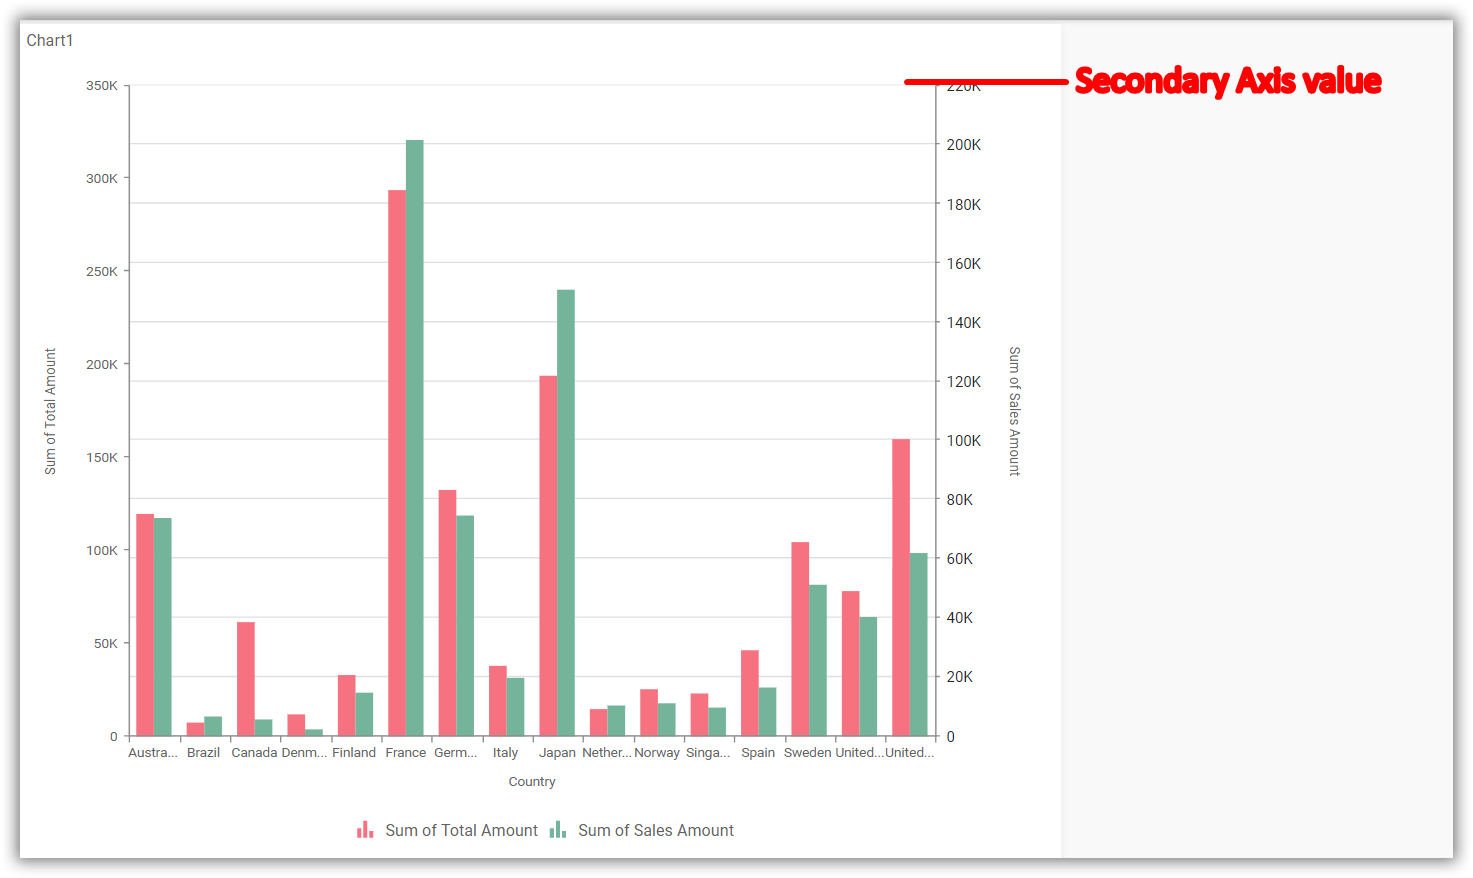 Chart1
Secondary Axis value
350K
300K
250K
200K
150K
100K
50K
0
220K
200K
180K
160K
140K
120K
100K
80K
60K
40K
20K
0
Sum of Total Amount
Sum of Sales Amount
Austra... Brazil Canada Denm... Finland France Germ... Italy Japan Nether... Norway Singa... Spain Sweden United... United...
Country
Sum of Total Amount Sum of Sales Amount